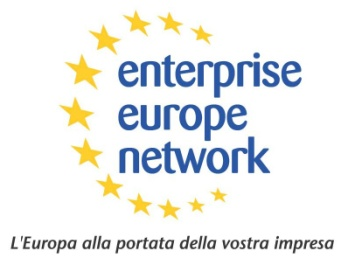 enterprise
europe
network
L'Europa alla portata della vostra impresa